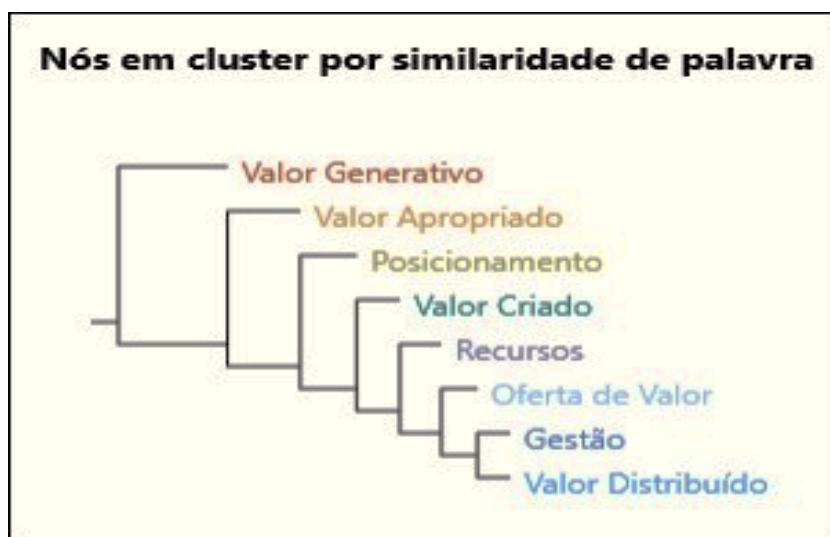 Nós em cluster por similaridade de palavra
Valor Generativo
Valor Apropriado
Posicionamento
Valor Criado
Recursos
Oferta de Valor
Gestão
Valor Distribuído